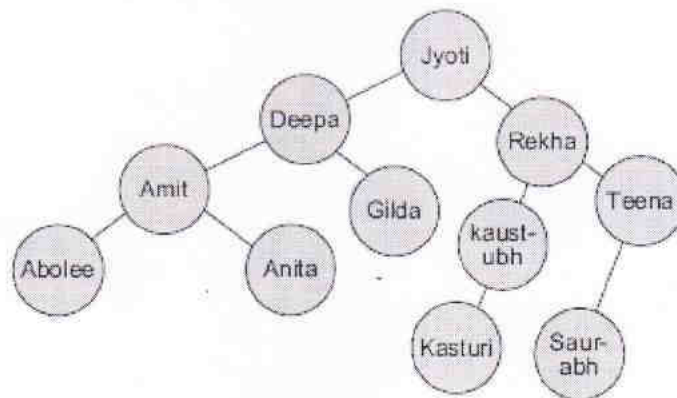 Jyoti
Deepa
Rekha
Amit
Gilda
Teena
kaust-
ubh
Abolee
Anita
Kasturi
Saur-
abh